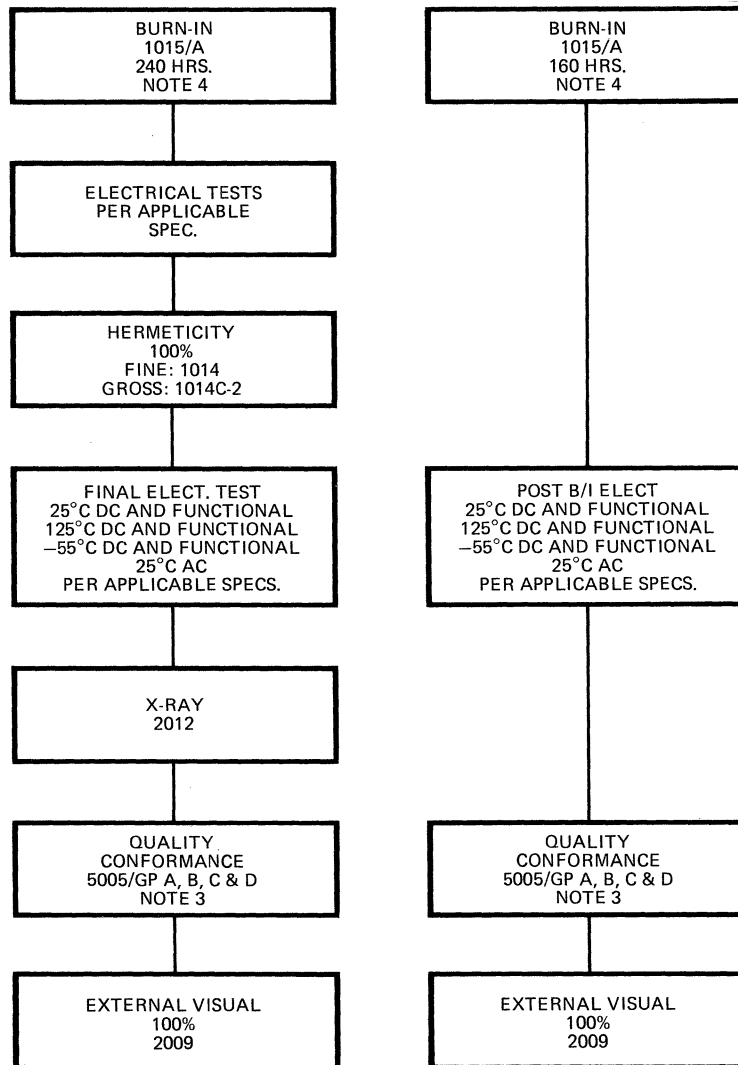 BURN-IN
1015/A
240 HRS.
NOTE 4
ELECTRICAL TESTS
PER APPLICABLE
SPEC.
HERMETICITY
100%
FINE: 1014
GROSS: 1014C-2
FINAL ELECT. TEST
25°C DC AND FUNCTIONAL
125°C DC AND FUNCTIONAL
−55°C DC AND FUNCTIONAL
25°C AC
PER APPLICABLE SPECS.
X-RAY
2012
QUALITY
CONFORMANCE
5005/GP A, B, C & D
NOTE 3
EXTERNAL VISUAL
100%
2009
BURN-IN
1015/A
160 HRS.
NOTE 4
POST B/I ELECT
25°C DC AND FUNCTIONAL
125°C DC AND FUNCTIONAL
−55°C DC AND FUNCTIONAL
25°C AC
PER APPLICABLE SPECS.
QUALITY
CONFORMANCE
5005/GP A, B, C & D
NOTE 3
EXTERNAL VISUAL
100%
2009